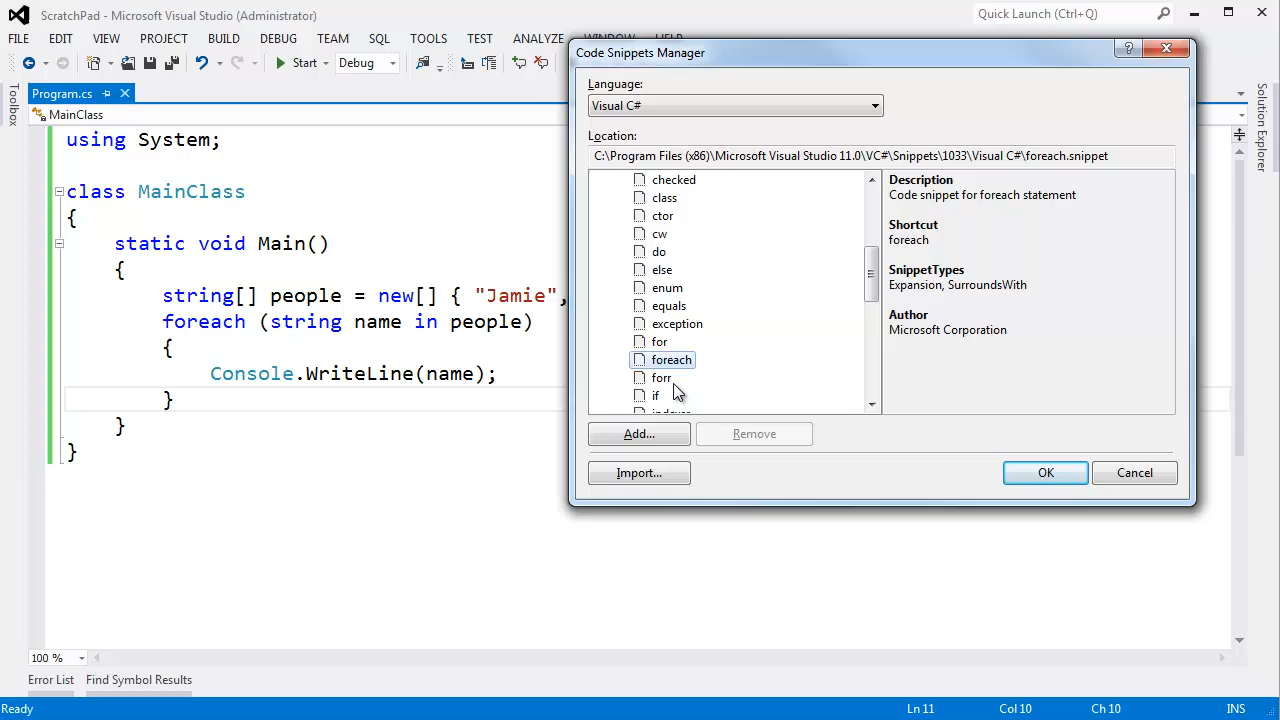 ScratchPad - Microsoft Visual Studio (Administrator)
Quick Launch (Ctrl+Q)
FILE EDIT VIEW PROJECT BUILD DEBUG TEAM SQL TOOLS TEST ANALYZE WINDOW HELP
Start Debug
Toolbox
Program.cs
MainClass
using System;
class MainClass
{
static void Main()
{
string[] people = new[] { "Jamie",
foreach (string name in people)
{
Console.WriteLine(name);
}
}
}
Code Snippets Manager
Language:
Visual C#
Location:
C:\Program Files (x86)\Microsoft Visual Studio 11.0\VC#\Snippets\1033\Visual C#\foreach.snippet
checked
class
ctor
cw
do
else
enum
equals
exception
for
foreach
forr
if
Description
Code snippet for foreach statement
Shortcut
foreach
SnippetTypes
Expansion, SurroundsWith
Author
Microsoft Corporation
Add... Remove
Import... OK Cancel
Solution Explorer
100 %
Error List Find Symbol Results
Ready Ln 11 Col 10 Ch 10 INS